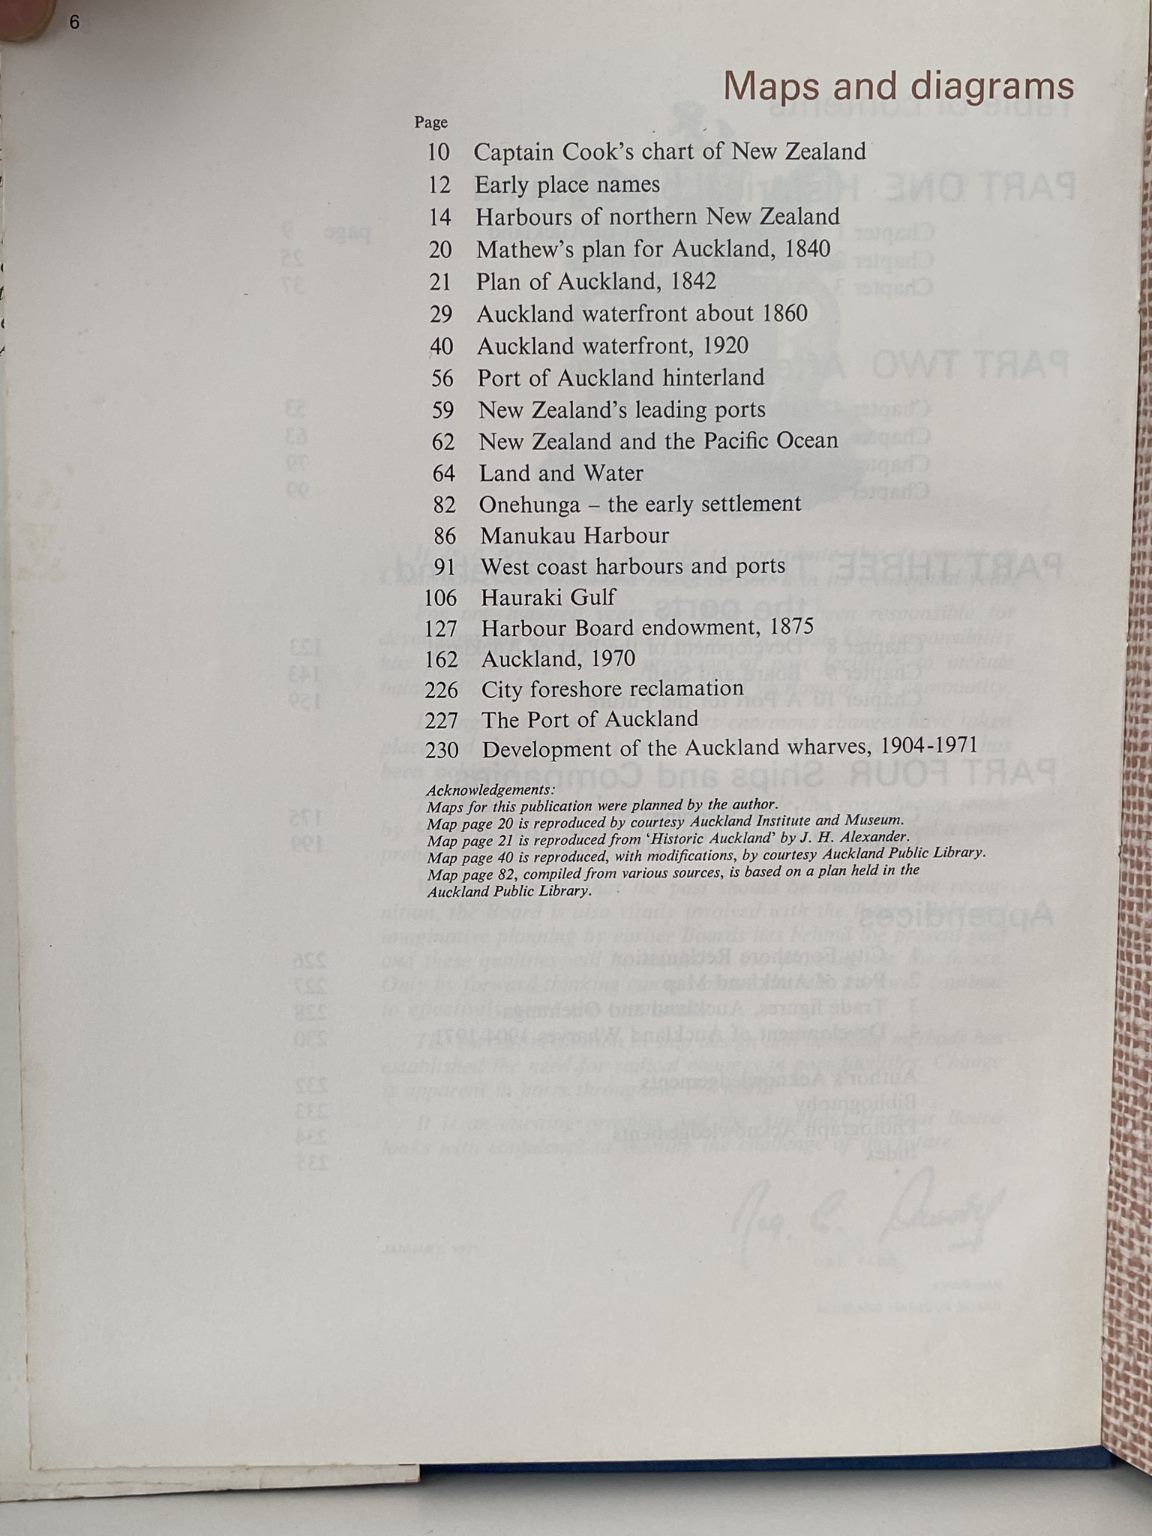 6
Maps and diagrams
Page
10 Captain Cook's chart of New Zealand
12 Early place names
14 Harbours of northern New Zealand
20 Mathew's plan for Auckland, 1840
21 Plan of Auckland, 1842
29 Auckland waterfront about 1860
40 Auckland waterfront, 1920
56 Port of Auckland hinterland
59 New Zealand's leading ports
62 New Zealand and the Pacific Ocean
64 Land and Water
82 Onehunga – the early settlement
86 Manukau Harbour
91 West coast harbours and ports
106 Hauraki Gulf
127 Harbour Board endowment, 1875
162 Auckland, 1970
226 City foreshore reclamation
227 The Port of Auckland
230 Development of the Auckland wharves, 1904-1971
Acknowledgements:
Maps for this publication were planned by the author.
Map page 20 is reproduced by courtesy Auckland Institute and Museum.
Map page 21 is reproduced from 'Historic Auckland' by J. H. Alexander.
Map page 40 is reproduced, with modifications, by courtesy Auckland Public Library.
Map page 82, compiled from various sources, is based on a plan held in the
Auckland Public Library.